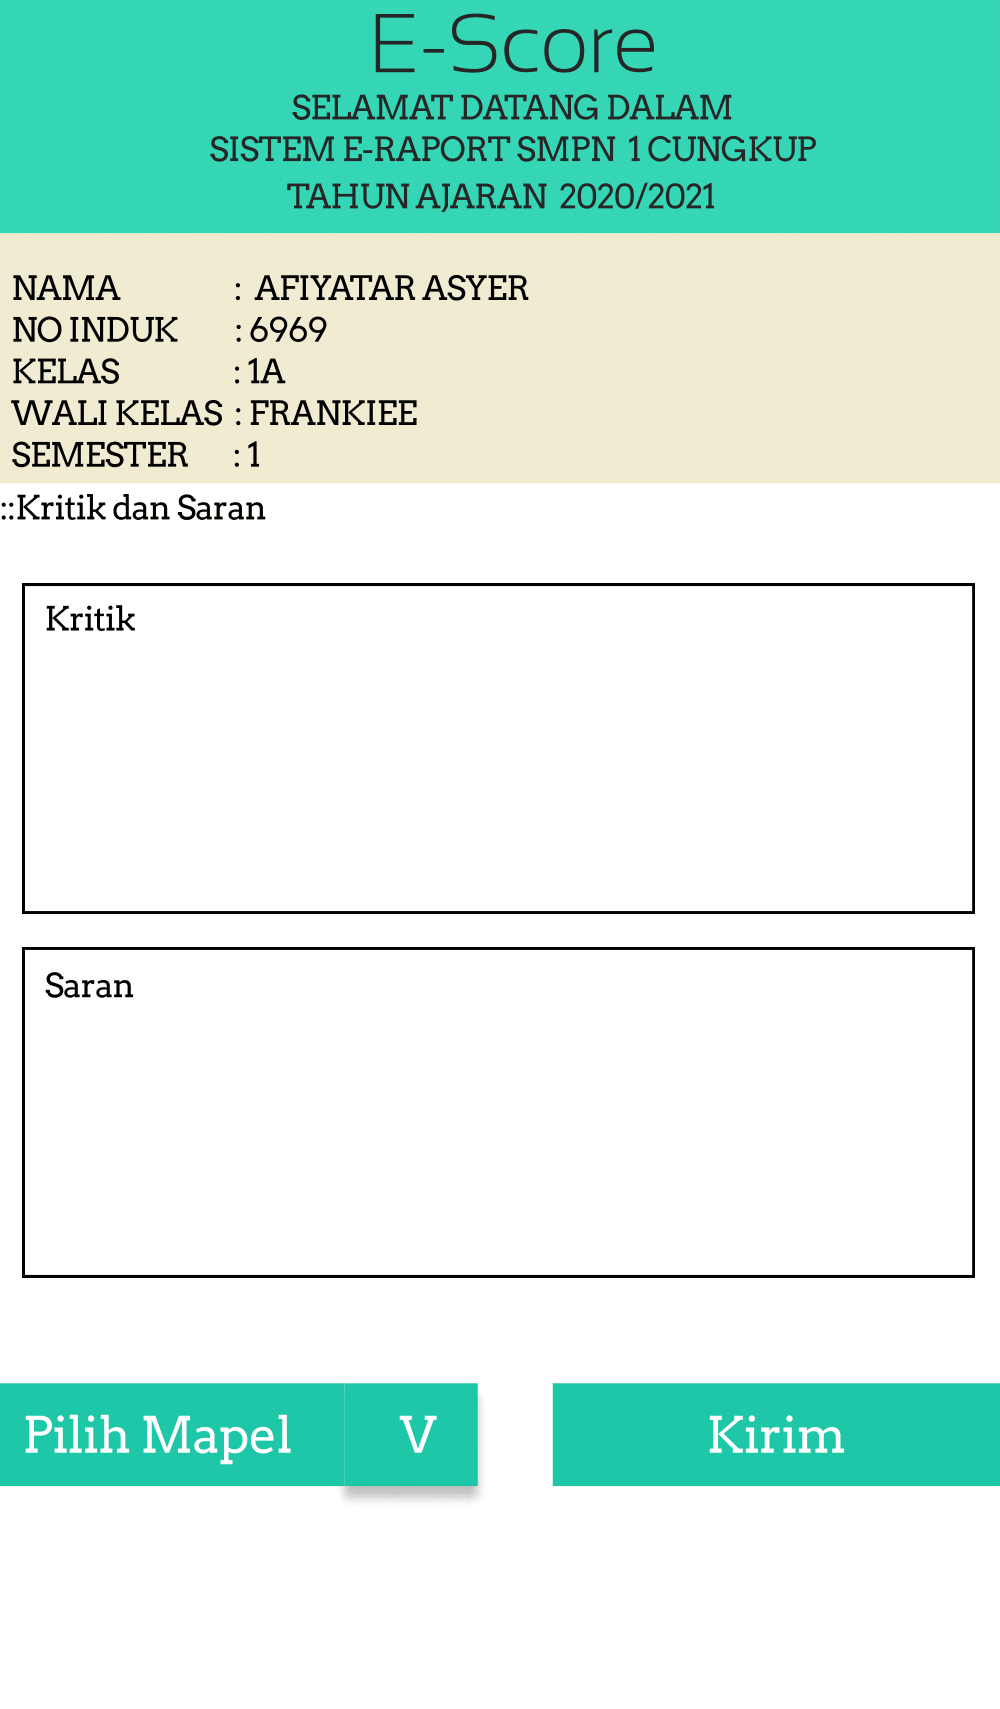 E-Score
SELAMAT DATANG DALAM
SISTEM E-RAPORT SMPN 1 CUNGKUP
TAHUN AJARAN 2020/2021
NAMA : AFIYATAR ASYER
NO INDUK : 6969
KELAS : 1A
WALI KELAS : FRANKIEE
SEMESTER : 1
::Kritik dan Saran
Kritik
Saran
Pilih Mapel V Kirim